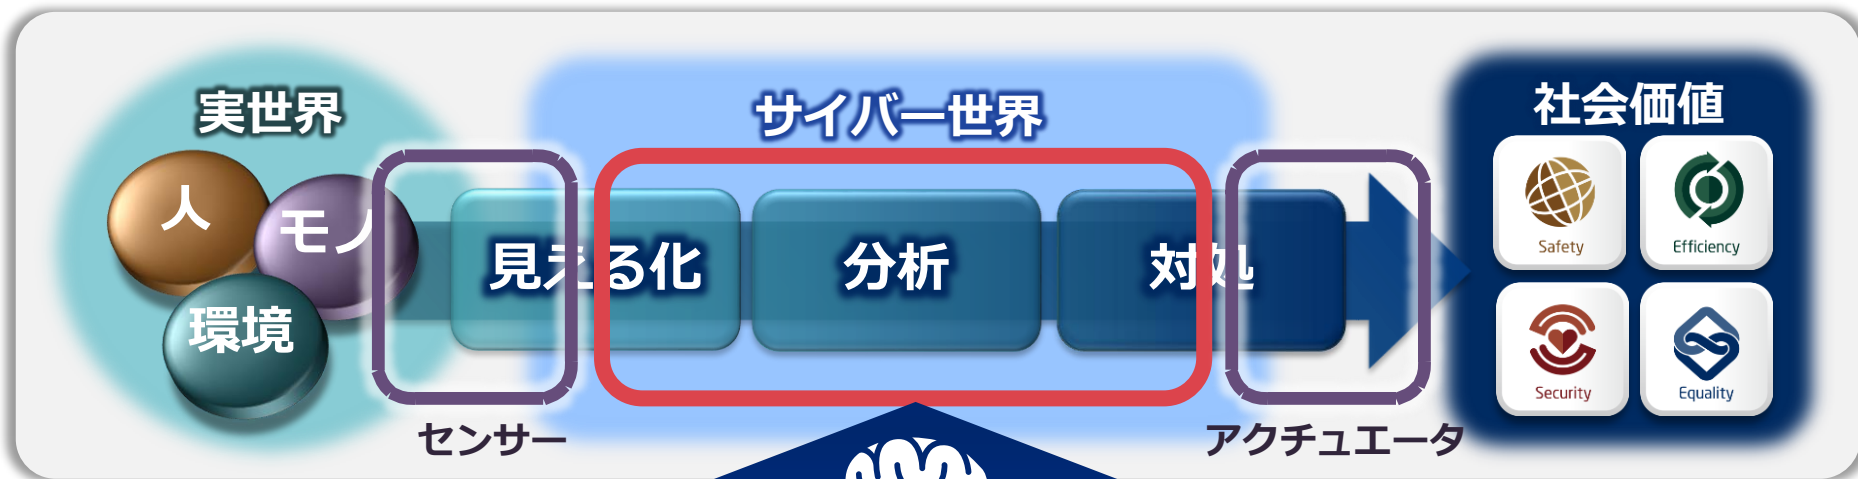 実世界
人
モノ
環境
センサー
サイバー世界
見える化
分析
対処
アクチュエータ
社会価値
Safety
Efficiency
Security
Equality